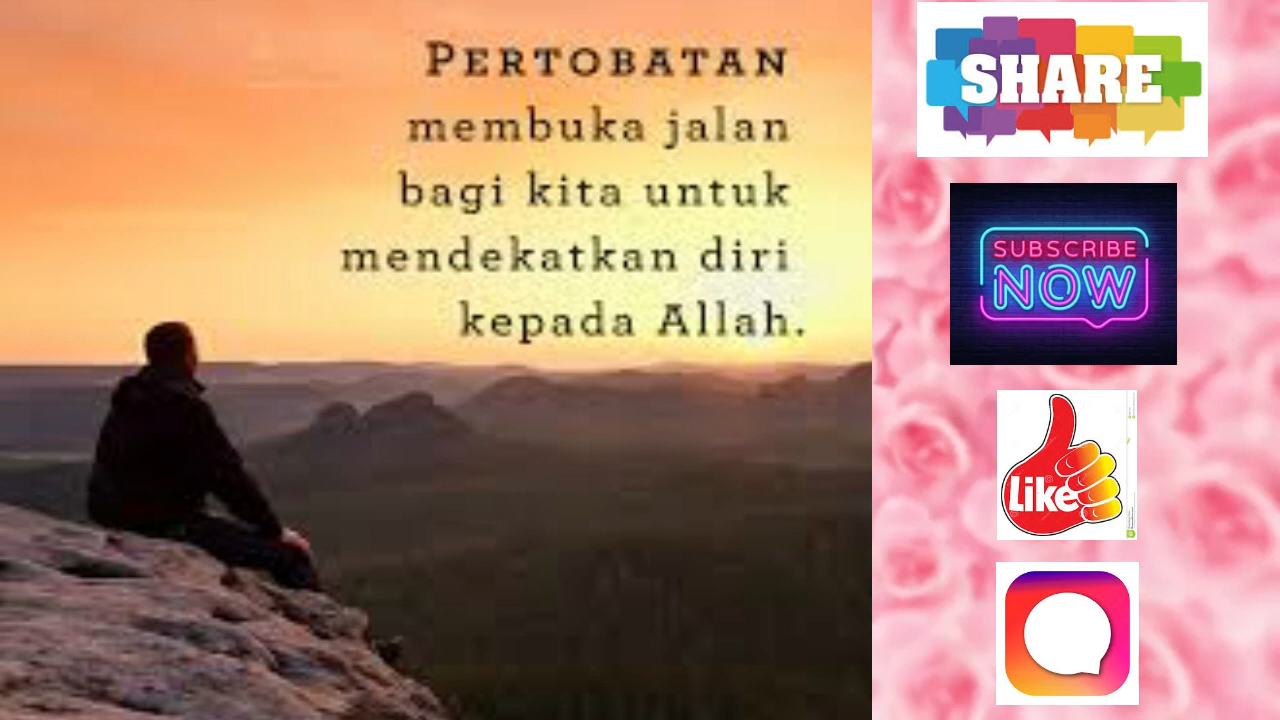 PERTOBATAN
membuka jalan
bagi kita untuk
mendekatkan diri
kepada Allah.
SHARE
SUBSCRIBE
NOW
Like